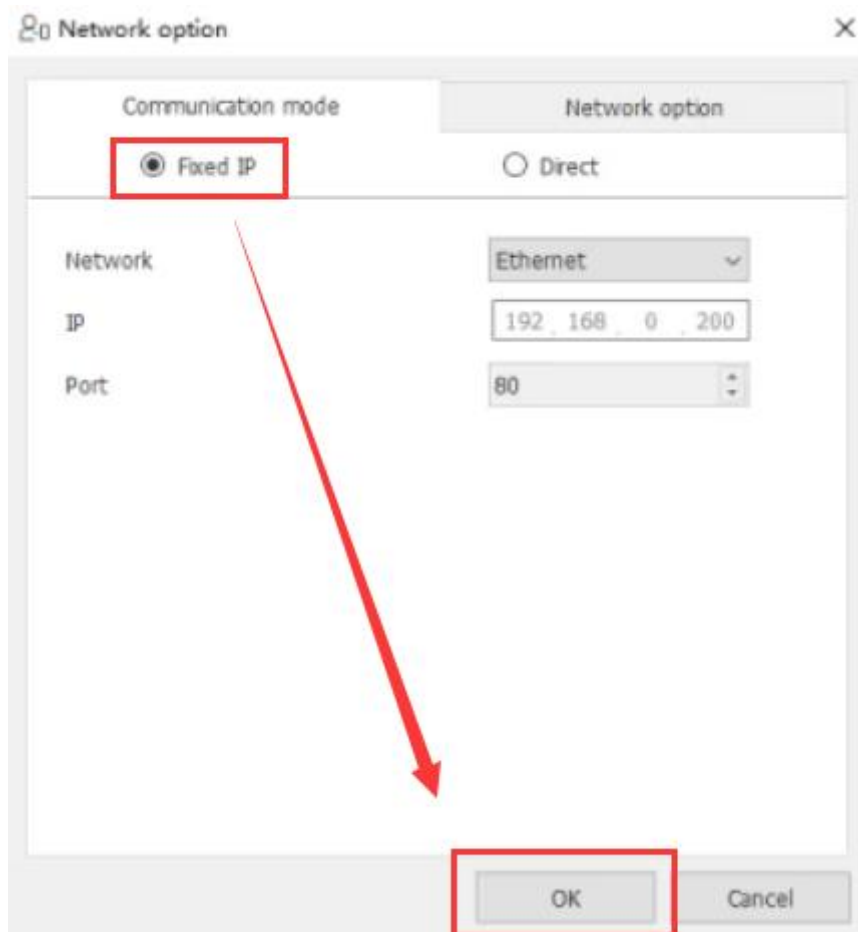 Network option
Communication mode Network option
Fixed IP Direct
Network Ethernet
IP 192 . 168 . 0 . 200
Port 80
OK Cancel